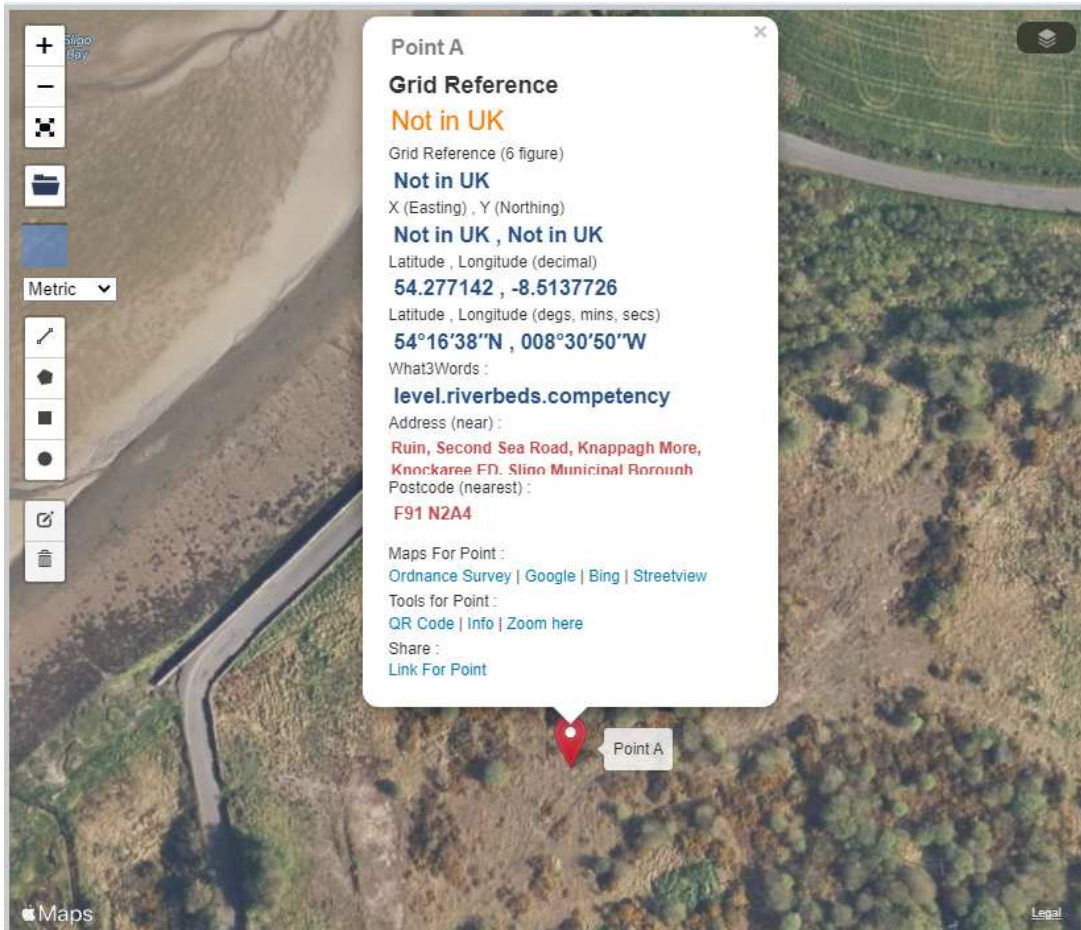 Sligo
Bay
+
−
Metric
Point A
×
Grid Reference
Not in UK
Grid Reference (6 figure)
Not in UK
X (Easting) , Y (Northing)
Not in UK , Not in UK
Latitude , Longitude (decimal)
54.277142 , -8.5137726
Latitude , Longitude (degs, mins, secs)
54°16′38″N , 008°30′50″W
What3Words :
level.riverbeds.competency
Address (near) :
Ruin, Second Sea Road, Knappagh More,
Knockaree ED, Sligo Municipal Borough
Postcode (nearest) :
F91 N2A4
Maps For Point :
Ordnance Survey | Google | Bing | Streetview
Tools for Point :
QR Code | Info | Zoom here
Share :
Link For Point
Point A
Maps
Legal